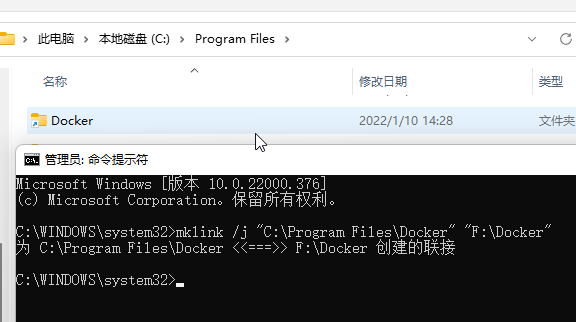 此电脑 > 本地磁盘 (C:) > Program Files >
名称 修改日期 类型
Docker 2022/1/10 14:28 文件夹
管理员: 命令提示符
Microsoft Windows [版本 10.0.22000.376]
(c) Microsoft Corporation。保留所有权利。
C:\WINDOWS\system32>mklink /j "C:\Program Files\Docker" "F:\Docker"
为 C:\Program Files\Docker <<===>> F:\Docker 创建的联接
C:\WINDOWS\system32>